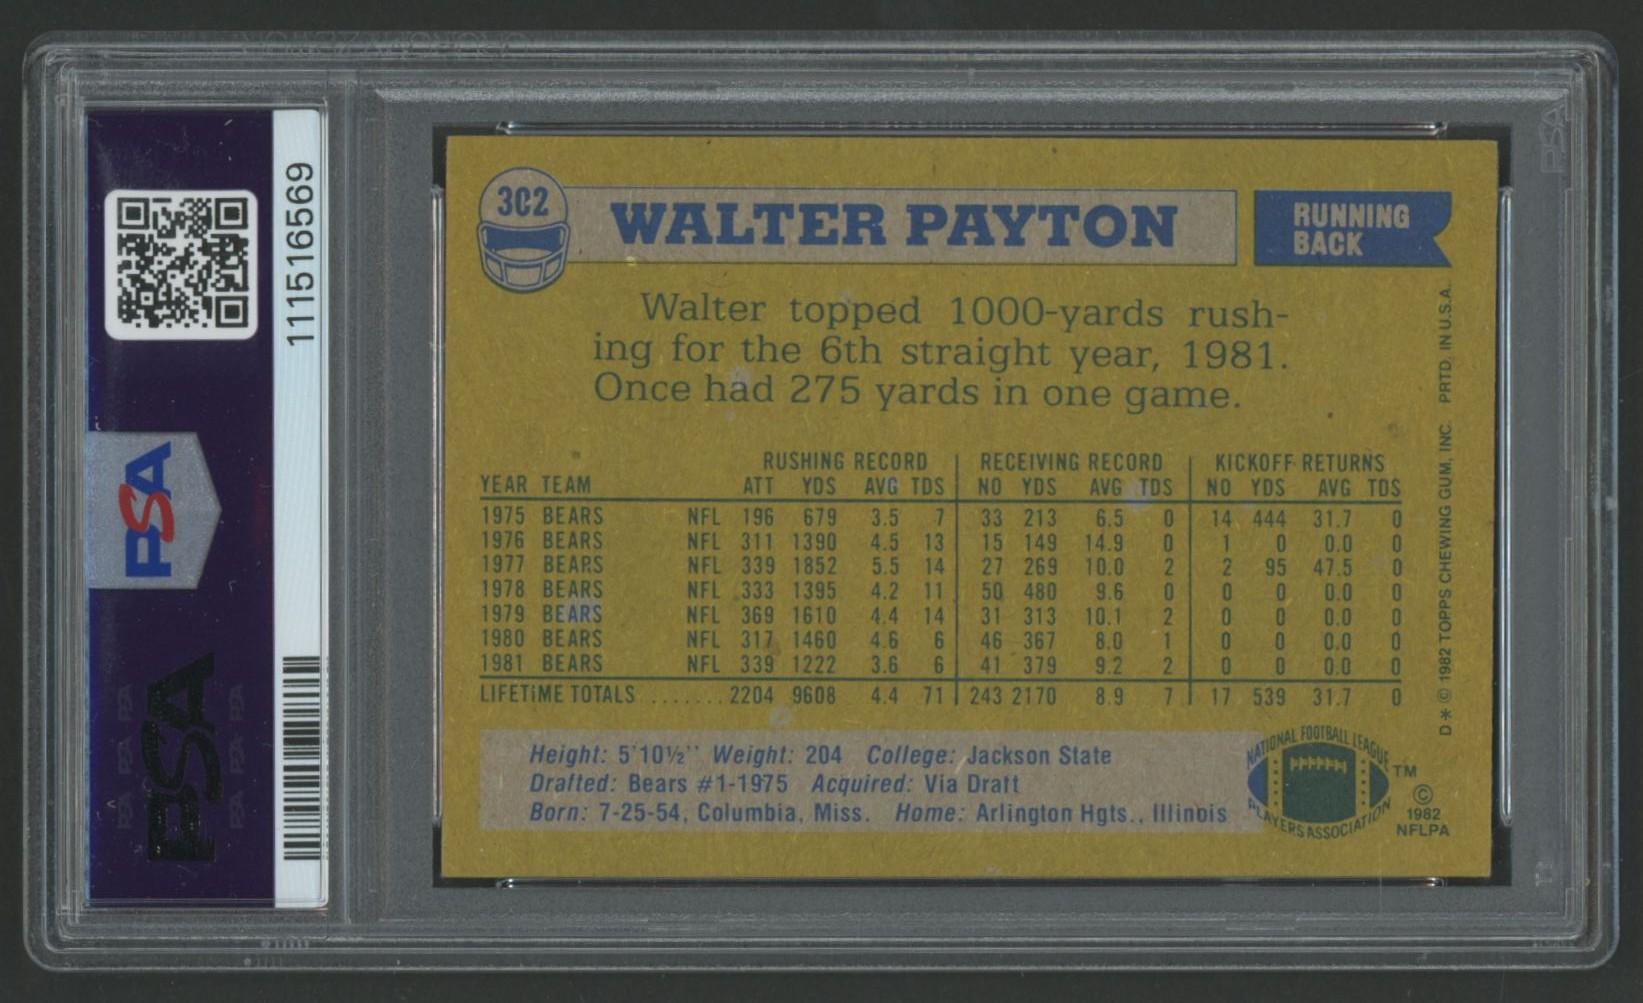 111516569
PSA
PSA
302
WALTER PAYTON
RUNNING
BACK
Walter topped 1000-yards rush-
ing for the 6th straight year, 1981.
Once had 275 yards in one game.
RUSHING RECORD RECEIVING RECORD KICKOFF RETURNS
YEAR TEAM ATT YDS AVG TDS NO YDS AVG TDS NO YDS AVG TDS
1975 BEARS NFL 196 679 3.5 7 33 213 6.5 0 14 444 31.7 0
1976 BEARS NFL 311 1390 4.5 13 15 149 14.9 0 1 0 0.0 0
1977 BEARS NFL 339 1852 5.5 14 27 269 10.0 2 2 95 47.5 0
1978 BEARS NFL 333 1395 4.2 11 50 480 9.6 0 0 0 0.0 0
1979 BEARS NFL 369 1610 4.4 14 31 313 10.1 2 0 0 0.0 0
1980 BEARS NFL 317 1460 4.6 6 46 367 8.0 1 0 0 0.0 0
1981 BEARS NFL 339 1222 3.6 6 41 379 9.2 2 0 0 0.0 0
LIFETIME TOTALS ....... 2204 9608 4.4 71 243 2170 8.9 7 17 539 31.7 0
Height: 5'10½'' Weight: 204 College: Jackson State
Drafted: Bears #1-1975 Acquired: Via Draft
Born: 7-25-54, Columbia, Miss. Home: Arlington Hgts., Illinois
NATIONAL FOOTBALL LEAGUE
PLAYERS ASSOCIATION
TM
©
1982
NFLPA
D* © 1982 TOPPS CHEWING GUM, INC. PRTD. IN U.S.A.
PSA